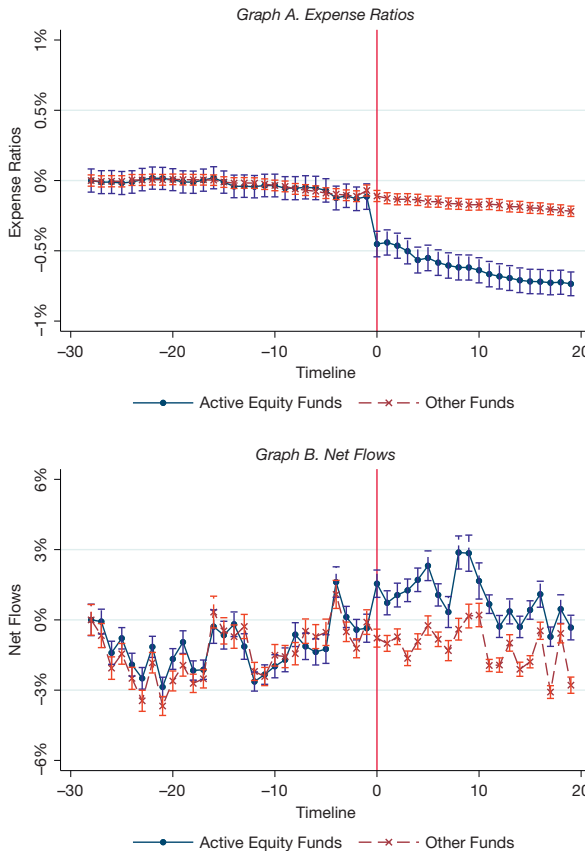 Graph A. Expense Ratios
1%
0.5%
0%
−0.5%
−1%
Expense Ratios
−30 −20 −10 0 10 20
Timeline
Active Equity Funds Other Funds
Graph B. Net Flows
6%
3%
0%
−3%
−6%
Net Flows
−30 −20 −10 0 10 20
Timeline
Active Equity Funds Other Funds